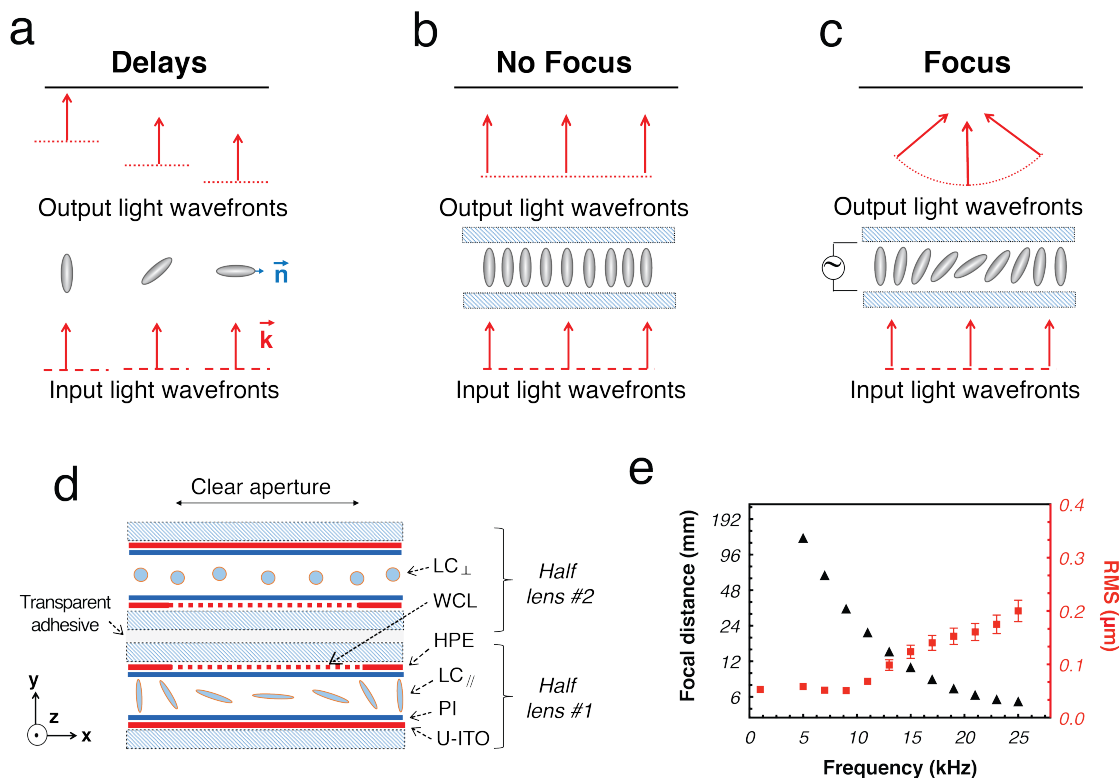 a
Delays
Output light wavefronts
n
k
Input light wavefronts
b
No Focus
Output light wavefronts
Input light wavefronts
c
Focus
Output light wavefronts
~
Input light wavefronts
d
Clear aperture
Transparent
adhesive
LC⊥
WCL
HPE
LC//
PI
U-ITO
Half
lens #2
Half
lens #1
y
z
x
e
Focal distance (mm)
192
96
48
24
12
6
0.4
0.3
0.2
0.1
0.0
RMS (µm)
0 5 10 15 20 25
Frequency (kHz)